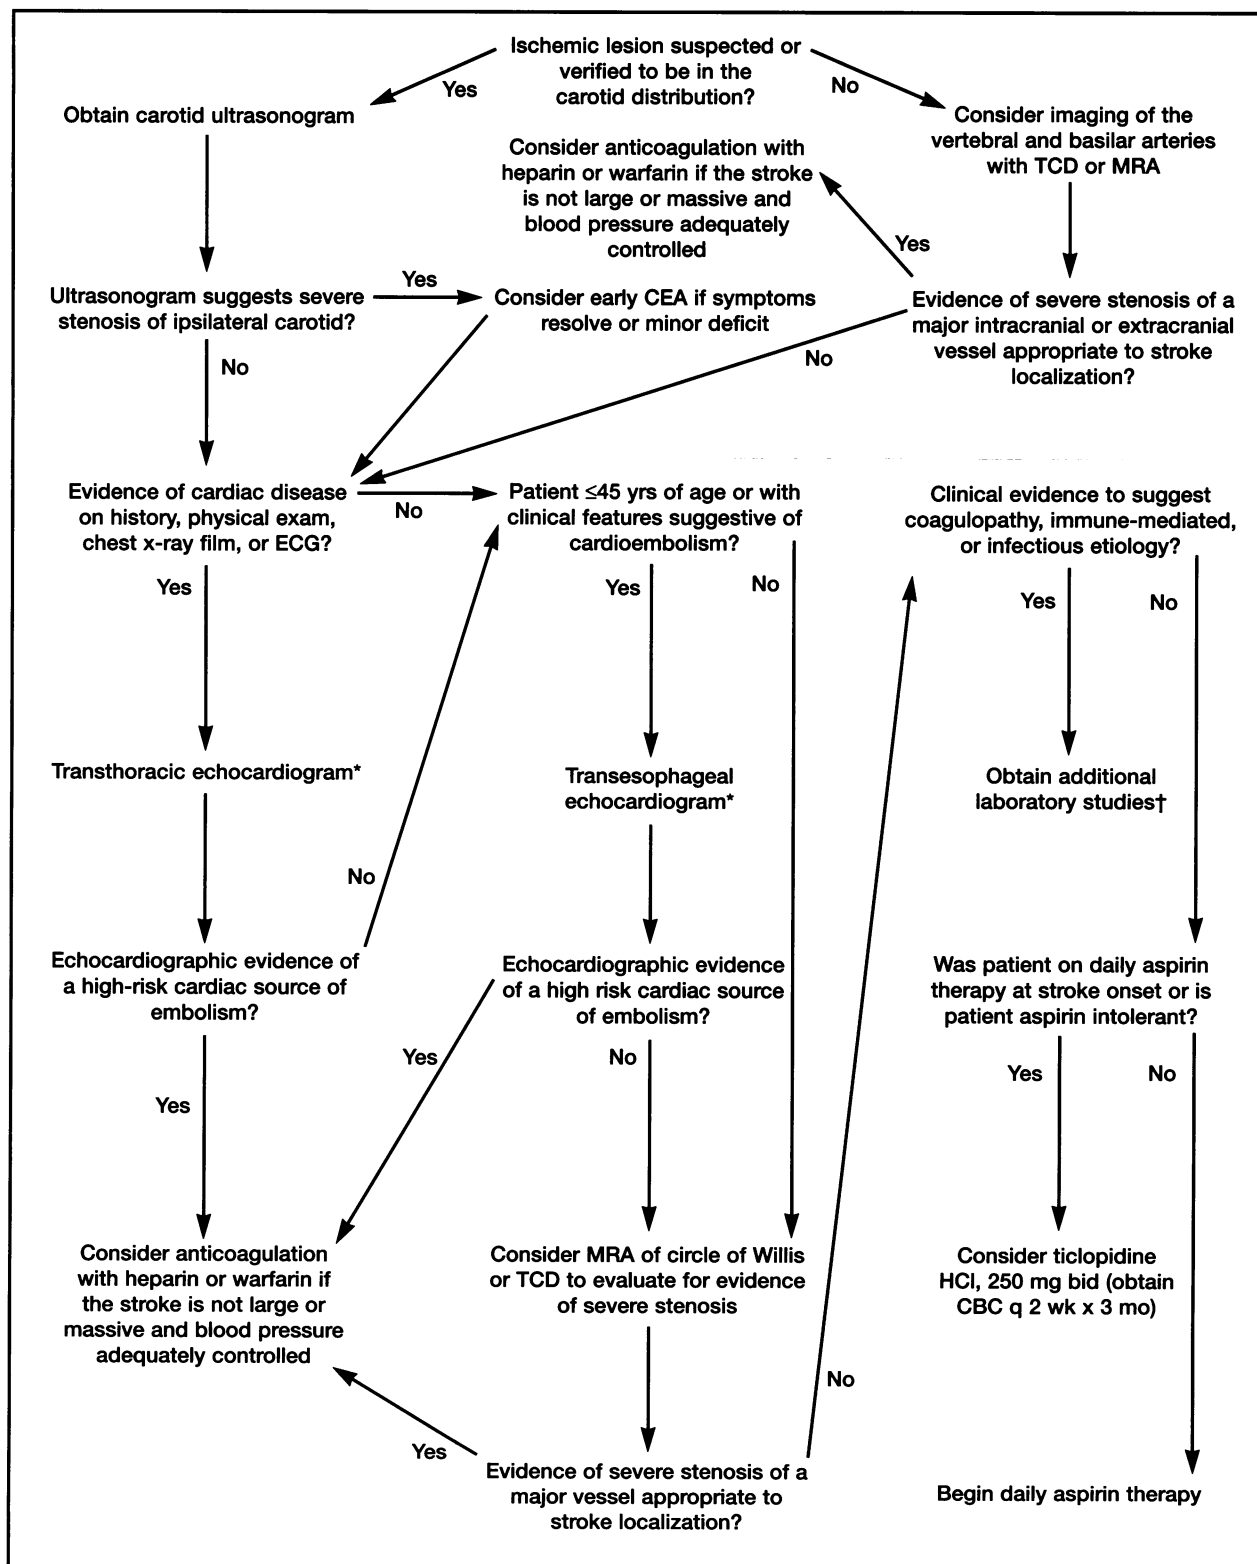 Ischemic lesion suspected or
verified to be in the
carotid distribution?
Yes
No
Obtain carotid ultrasonogram
Consider imaging of the
vertebral and basilar arteries
with TCD or MRA
Consider anticoagulation with
heparin or warfarin if the stroke
is not large or massive and
blood pressure adequately
controlled
Yes
Ultrasonogram suggests severe
stenosis of ipsilateral carotid?
Yes
Consider early CEA if symptoms
resolve or minor deficit
Evidence of severe stenosis of a
major intracranial or extracranial
vessel appropriate to stroke
localization?
No
No
Evidence of cardiac disease
on history, physical exam,
chest x-ray film, or ECG?
No
Patient ≤45 yrs of age or with
clinical features suggestive of
cardioembolism?
Clinical evidence to suggest
coagulopathy, immune-mediated,
or infectious etiology?
Yes
Yes
No
Yes
No
Transthoracic echocardiogram*
Transesophageal
echocardiogram*
Obtain additional
laboratory studies†
No
Echocardiographic evidence of
a high-risk cardiac source of
embolism?
Echocardiographic evidence
of a high risk cardiac source
of embolism?
Was patient on daily aspirin
therapy at stroke onset or is
patient aspirin intolerant?
Yes
Yes
No
Yes
No
Consider anticoagulation
with heparin or warfarin if
the stroke is not large or
massive and blood pressure
adequately controlled
Consider MRA of circle of Willis
or TCD to evaluate for evidence
of severe stenosis
Consider ticlopidine
HCl, 250 mg bid (obtain
CBC q 2 wk x 3 mo)
No
Yes
Evidence of severe stenosis of a
major vessel appropriate to
stroke localization?
Begin daily aspirin therapy